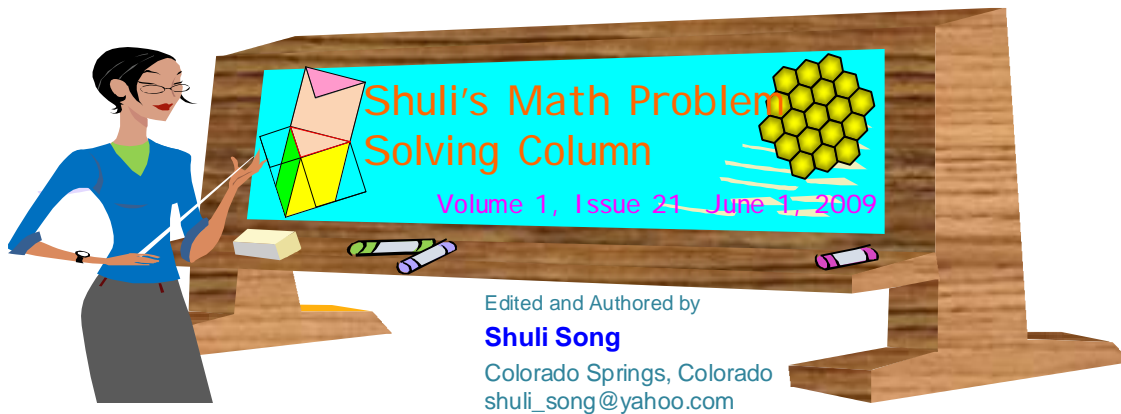 Shuli's Math Problem
Solving Column
Volume 1, Issue 21 June 1, 2009
Edited and Authored by
Shuli Song
Colorado Springs, Colorado
shuli_song@yahoo.com